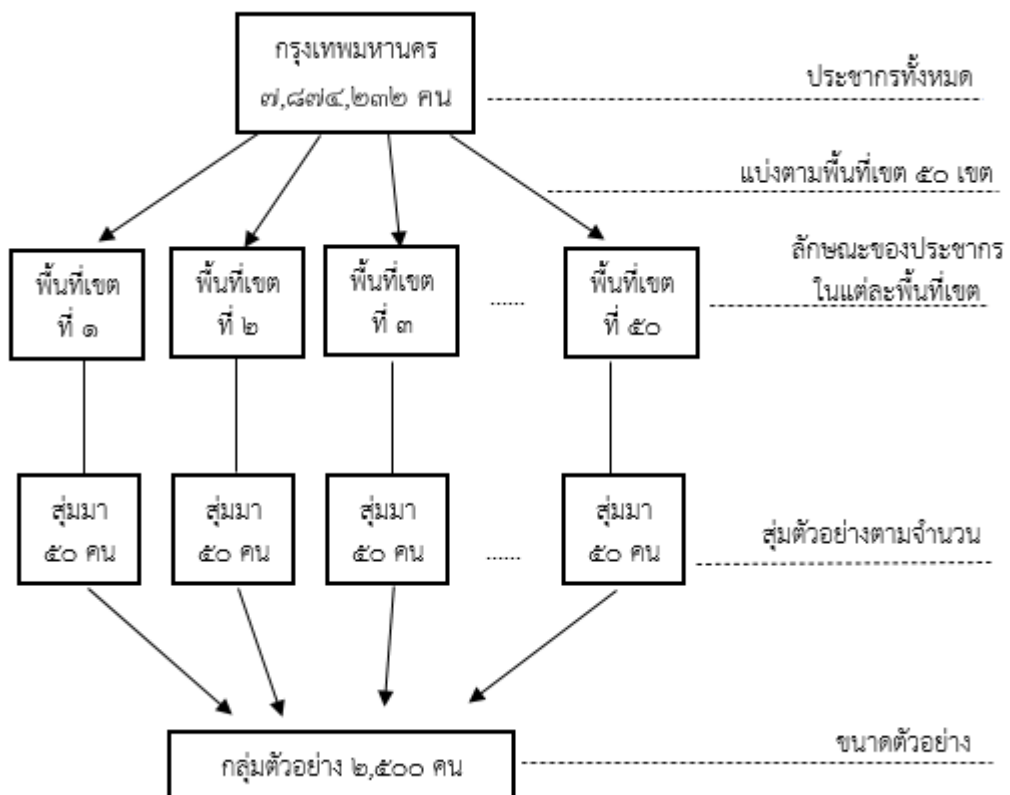 กรุงเทพมหานคร
๗,๘๗๔,๒๓๒ คน
ประชากรทั้งหมด
แบ่งตามพื้นที่เขต ๕๐ เขต
ลักษณะของประชากร
ในแต่ละพื้นที่เขต
พื้นที่เขต
ที่ ๑
พื้นที่เขต
ที่ ๒
พื้นที่เขต
ที่ ๓
......
พื้นที่เขต
ที่ ๕๐
สุ่มมา
๕๐ คน
สุ่มมา
๕๐ คน
สุ่มมา
๕๐ คน
......
สุ่มมา
๕๐ คน
สุ่มตัวอย่างตามจำนวน
ขนาดตัวอย่าง
กลุ่มตัวอย่าง ๒,๕๐๐ คน